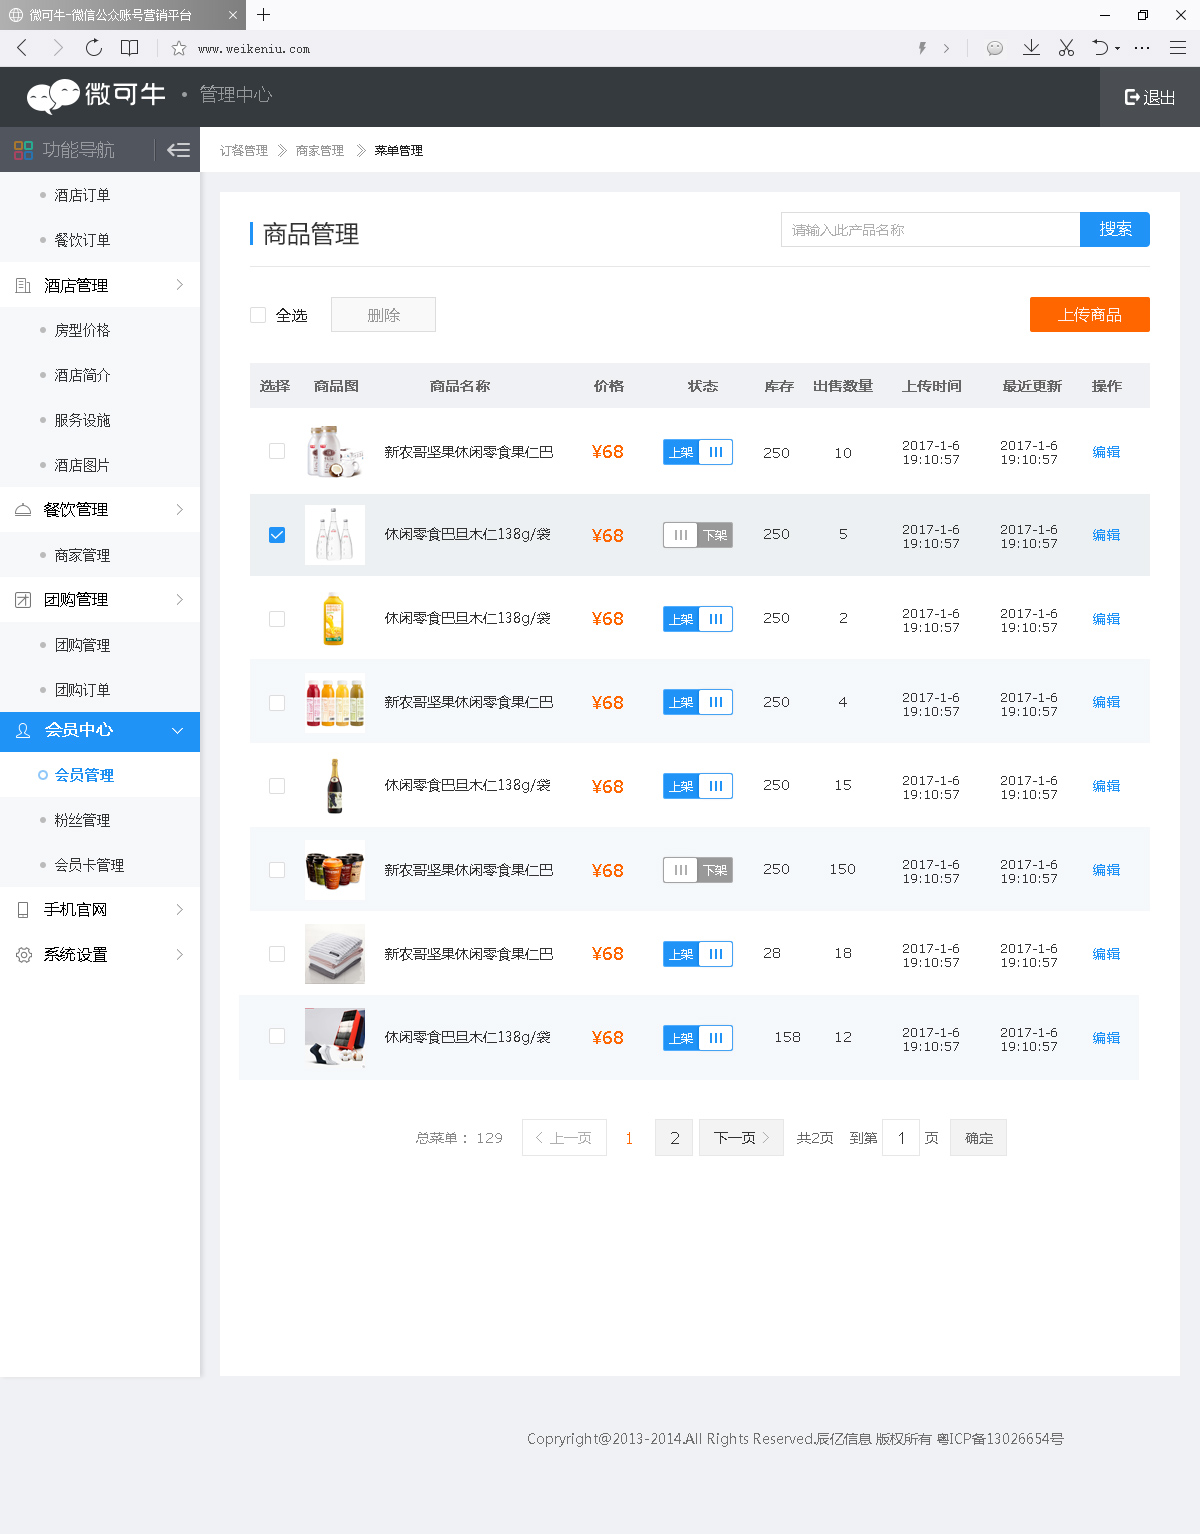 微可牛-微信公众账号营销平台
www.weikeniu.com
微可牛 · 管理中心
退出
功能导航
订餐管理 商家管理 菜单管理
酒店订单
餐饮订单
酒店管理
房型价格
酒店简介
服务设施
酒店图片
餐饮管理
商家管理
团购管理
团购管理
团购订单
会员中心
会员管理
粉丝管理
会员卡管理
手机官网
系统设置
商品管理
请输入此产品名称 搜索
全选 删除 上传商品
选择 商品图 商品名称 价格 状态 库存 出售数量 上传时间 最近更新 操作
新农哥坚果休闲零食果仁巴 ¥68 上架 250 10 2017-1-6 19:10:57 2017-1-6 19:10:57 编辑
休闲零食巴旦木仁138g/袋 ¥68 下架 250 5 2017-1-6 19:10:57 2017-1-6 19:10:57 编辑
休闲零食巴旦木仁138g/袋 ¥68 上架 250 2 2017-1-6 19:10:57 2017-1-6 19:10:57 编辑
新农哥坚果休闲零食果仁巴 ¥68 上架 250 4 2017-1-6 19:10:57 2017-1-6 19:10:57 编辑
休闲零食巴旦木仁138g/袋 ¥68 上架 250 15 2017-1-6 19:10:57 2017-1-6 19:10:57 编辑
新农哥坚果休闲零食果仁巴 ¥68 下架 250 150 2017-1-6 19:10:57 2017-1-6 19:10:57 编辑
新农哥坚果休闲零食果仁巴 ¥68 上架 28 18 2017-1-6 19:10:57 2017-1-6 19:10:57 编辑
休闲零食巴旦木仁138g/袋 ¥68 上架 158 12 2017-1-6 19:10:57 2017-1-6 19:10:57 编辑
总菜单： 129 上一页 1 2 下一页 共2页 到第 1 页 确定
Copryright@2013-2014.All Rights Reserved.辰亿信息 版权所有 粤ICP备13026654号